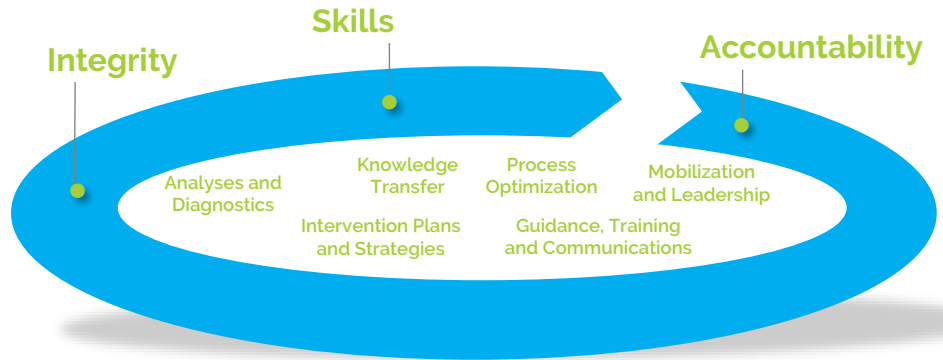 Skills
Integrity
Accountability
Analyses and
Diagnostics
Knowledge
Transfer
Process
Optimization
Mobilization
and Leadership
Intervention Plans
and Strategies
Guidance, Training
and Communications